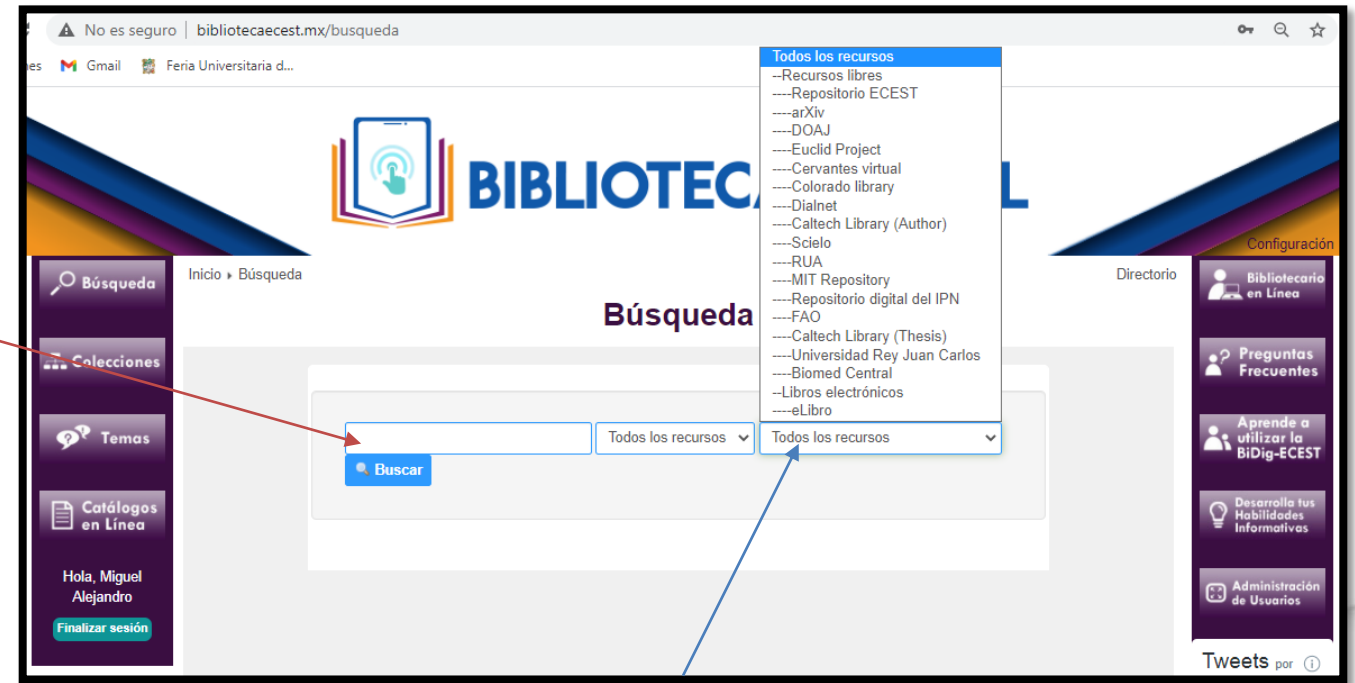 No es seguro | bibliotecaecest.mx/busqueda
es Gmail Feria Universitaria d...
Todos los recursos
--Recursos libres
----Repositorio ECEST
----arXiv
----DOAJ
----Euclid Project
----Cervantes virtual
----Colorado library
----Dialnet
----Caltech Library (Author)
----Scielo
----RUA
----MIT Repository
----Repositorio digital del IPN
----FAO
----Caltech Library (Thesis)
----Universidad Rey Juan Carlos
----Biomed Central
--Libros electrónicos
----eLibro
BIBLIOTEC L
Configuración
Inicio ▸ Búsqueda
Directorio
Búsqueda
Búsqueda
Colecciones
Temas
Catálogos
en Línea
Hola, Miguel
Alejandro
Finalizar sesión
Todos los recursos
Todos los recursos
Buscar
Bibliotecario
en Línea
Preguntas
Frecuentes
Aprende a
utilizar la
BiDig-ECEST
Desarrolla tus
Habilidades
Informativas
Administración
de Usuarios
Tweets por